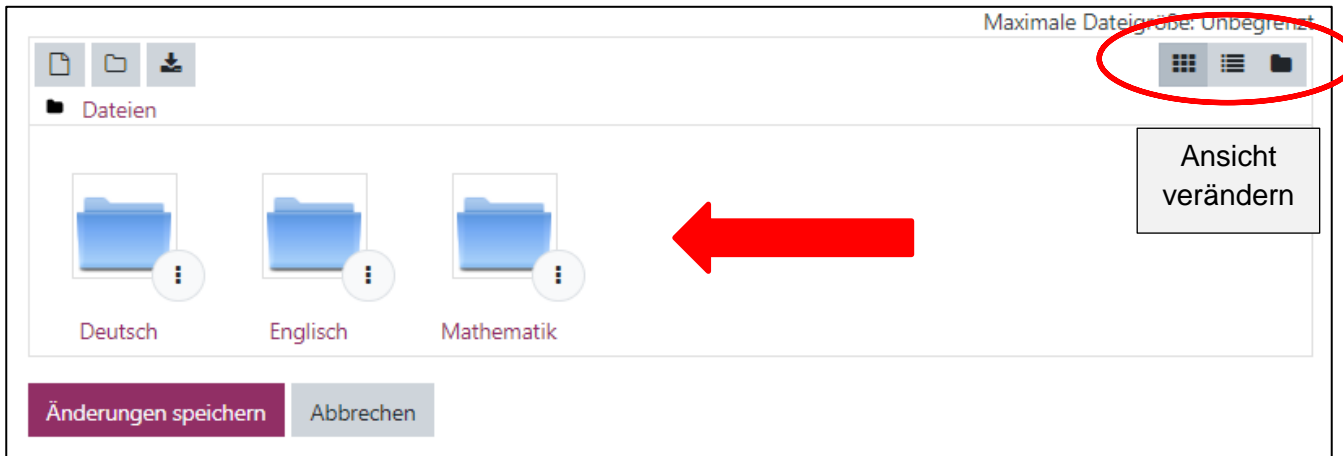 Maximale Dateigröße: Unbegrenzt
Dateien
Ansicht
verändern
Deutsch
Englisch
Mathematik
Änderungen speichern
Abbrechen